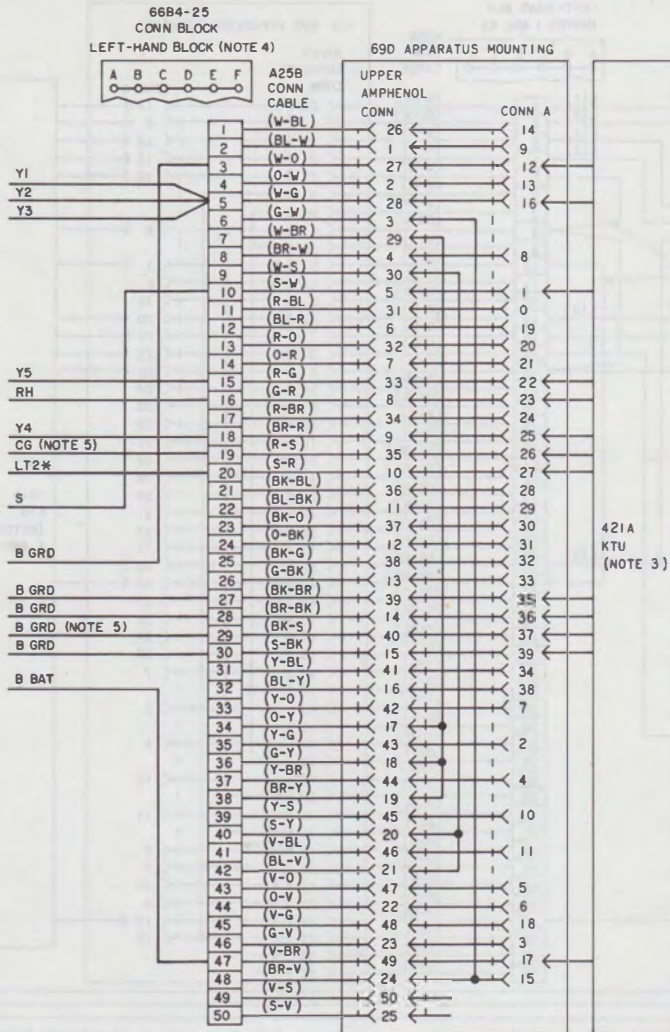 66B4-25
CONN BLOCK
LEFT-HAND BLOCK (NOTE 4)
69D APPARATUS MOUNTING
A B C D E F
A25B
CONN
CABLE
UPPER
AMPHENOL
CONN
CONN A
1 (W-BL) 26 14
2 (BL-W) 1 9
3 (W-O) 27 12
Y1 4 (O-W) 2 13
Y2 5 (W-G) 28 16
Y3 6 (G-W) 3
7 (W-BR) 29
8 (BR-W) 4 8
9 (W-S) 30
10 (S-W) 5 1
11 (R-BL) 31 0
12 (BL-R) 6 19
13 (R-O) 32 20
14 (O-R) 7 21
Y5 15 (R-G) 33 22
RH 16 (G-R) 8 23
17 (R-BR) 34 24
Y4 18 (BR-R) 9 25
CG (NOTE 5) 19 (R-S) 35 26
LT2* 20 (S-R) 10 27
21 (BK-BL) 36 28
S 22 (BL-BK) 11 29
23 (BK-O) 37 30
24 (O-BK) 12 31
B GRD 25 (BK-G) 38 32
26 (G-BK) 13 33
421A
KTU
(NOTE 3)
B GRD 27 (BK-BR) 39 35
B GRD 28 (BR-BK) 14 36
B GRD (NOTE 5) 29 (BK-S) 40 37
B GRD 30 (S-BK) 15 39
31 (Y-BL) 41 34
B BAT 32 (BL-Y) 16 38
33 (Y-O) 42 7
34 (O-Y) 17
35 (Y-G) 43 2
36 (G-Y) 18
37 (Y-BR) 44 4
38 (BR-Y) 19
39 (Y-S) 45 10
40 (S-Y) 20
41 (V-BL) 46 11
42 (BL-V) 21
43 (V-O) 47 5
44 (O-V) 22 6
45 (V-G) 48 18
46 (G-V) 23 3
47 (V-BR) 49 17
48 (BR-V) 24 15
49 (V-S) 50
50 (S-V) 25